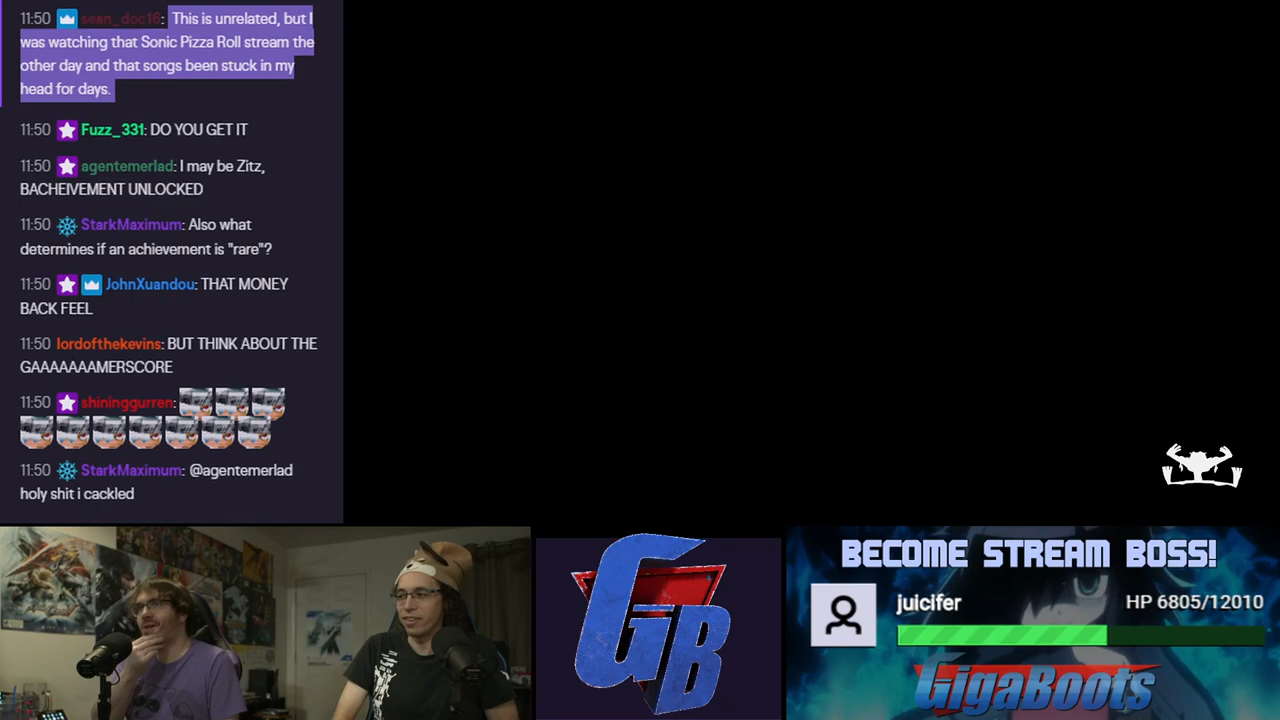 11:50 sean_doc16: This is unrelated, but I
was watching that Sonic Pizza Roll stream the
other day and that songs been stuck in my
head for days.
11:50 Fuzz_331: DO YOU GET IT
11:50 agentemerlad: I may be Zitz,
BACHEIVEMENT UNLOCKED
11:50 StarkMaximum: Also what
determines if an achievement is "rare"?
11:50 JohnXuandou: THAT MONEY
BACK FEEL
11:50 lordofthekevins: BUT THINK ABOUT THE
GAAAAAAMERSCORE
11:50 shininggurren:
11:50 StarkMaximum: @agentemerlad
holy shit i cackled
GB
BECOME STREAM BOSS!
juicifer HP 6805/12010
GIGABOOTS